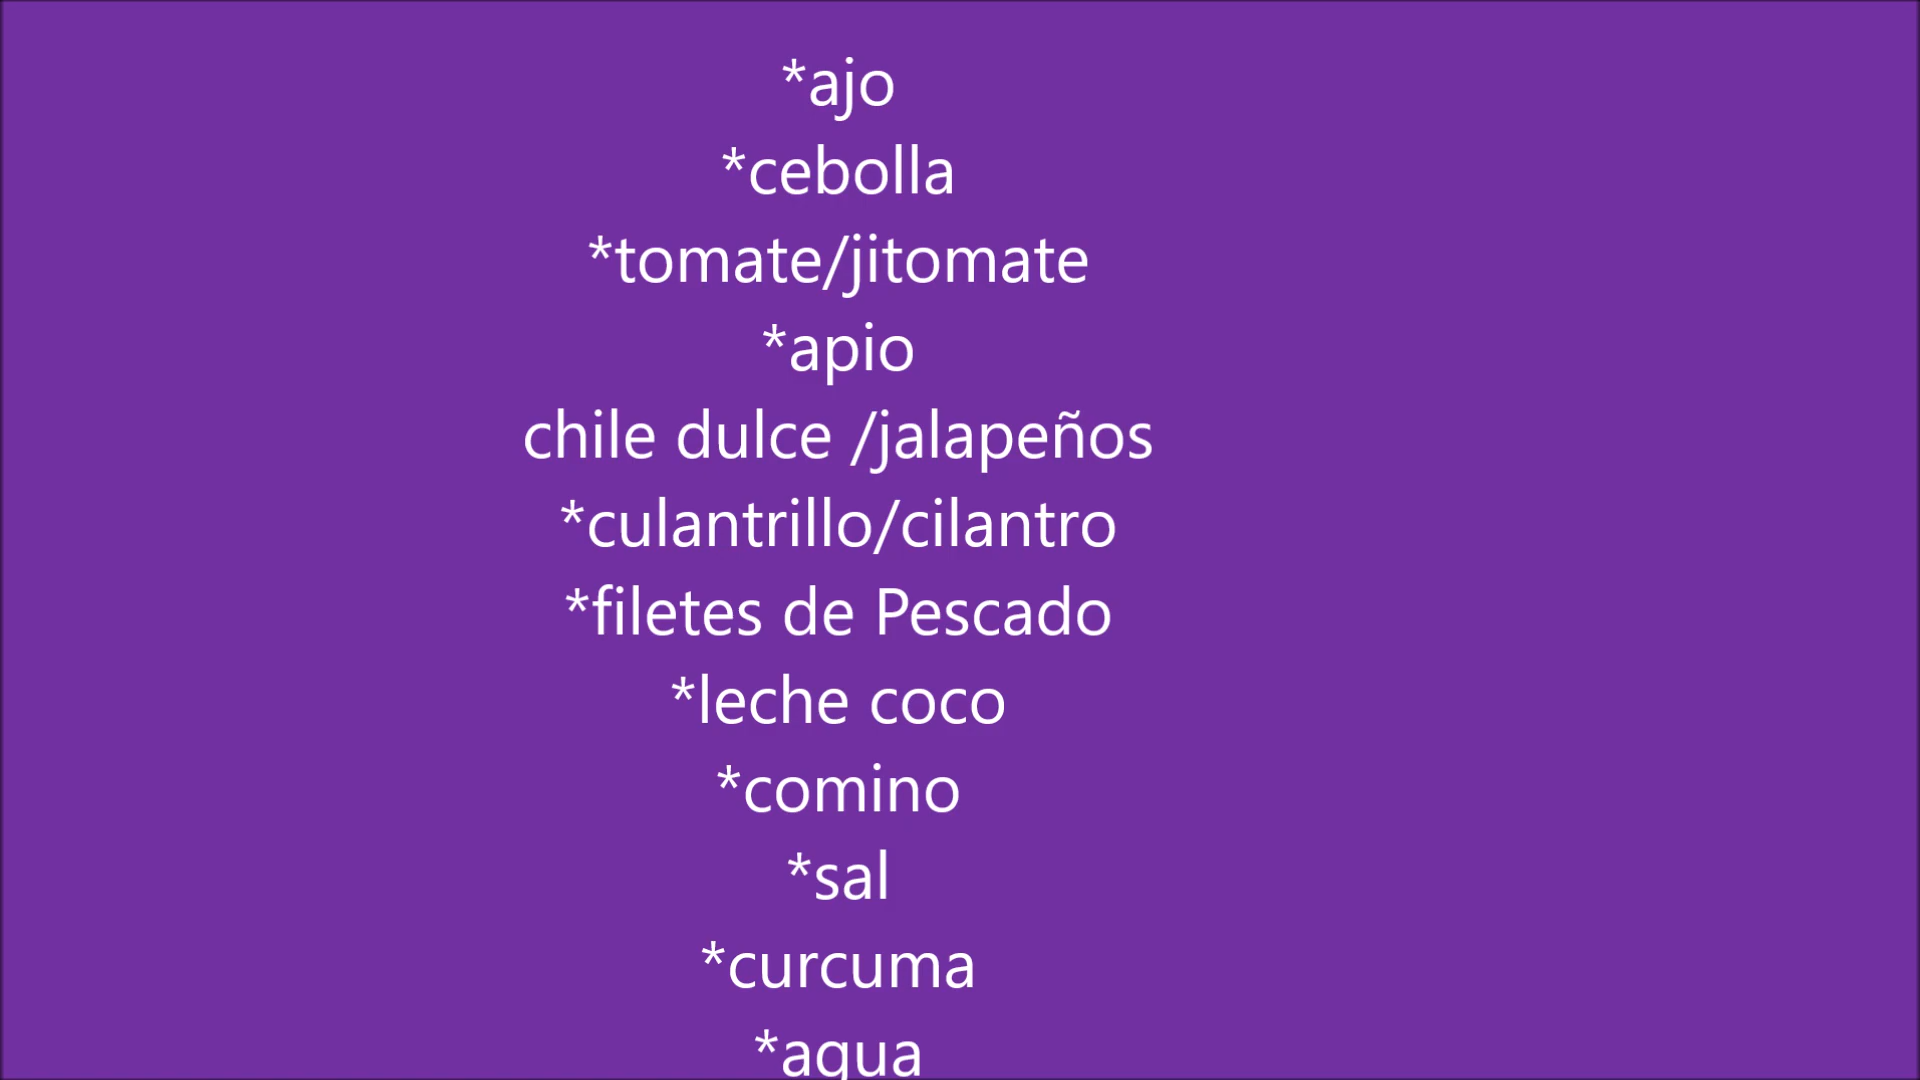 *ajo
*cebolla
*tomate/jitomate
*apio
chile dulce /jalapeños
*culantrillo/cilantro
*filetes de Pescado
*leche coco
*comino
*sal
*curcuma
*agua